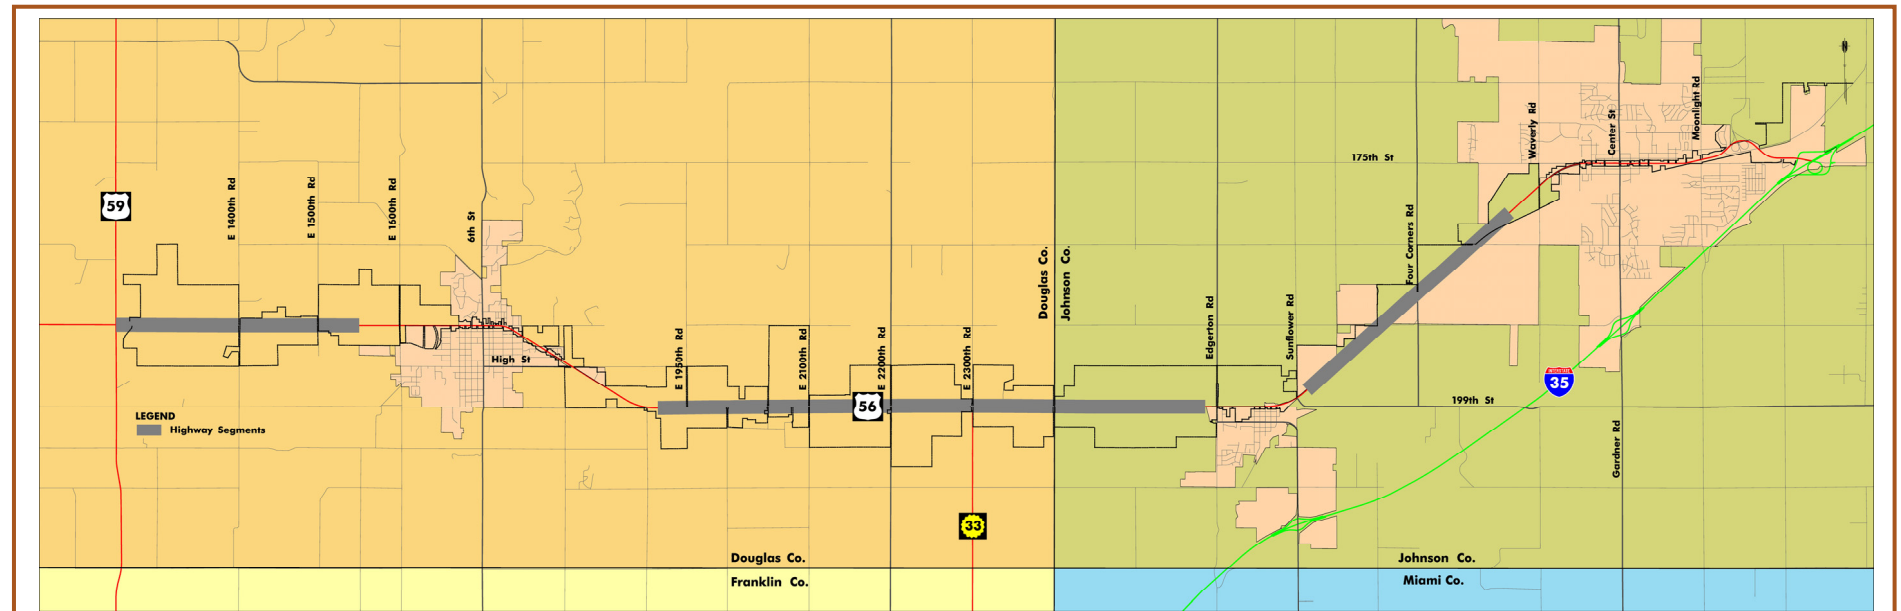 N
Moonlight Rd
Center St
Waverly Rd
175th St
59
E 1400th Rd
E 1500th Rd
E 1600th Rd
6th St
Four Corners Rd
Douglas Co.
Johnson Co.
Edgerton Rd
Sunflower Rd
High St
E 1950th Rd
E 2100th Rd
E 2200th Rd
E 2300th Rd
INTERSTATE
35
199th St
56
LEGEND
Highway Segments
Gardner Rd
33
Douglas Co.
Johnson Co.
Franklin Co.
Miami Co.